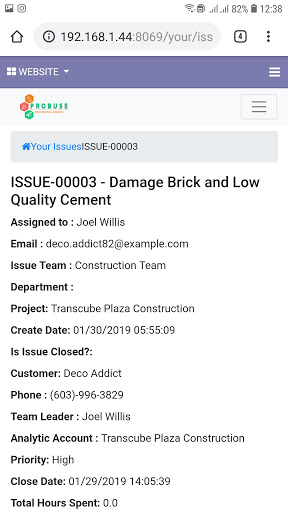 82% 12:38
192.168.1.44:8069/your/iss
4
WEBSITE
PROBUSE
Your IssuesISSUE-00003
ISSUE-00003 - Damage Brick and Low
Quality Cement
Assigned to : Joel Willis
Email : deco.addict82@example.com
Issue Team : Construction Team
Department :
Project: Transcube Plaza Construction
Create Date: 01/30/2019 05:55:09
Is Issue Closed?:
Customer: Deco Addict
Phone : (603)-996-3829
Team Leader : Joel Willis
Analytic Account : Transcube Plaza Construction
Priority: High
Close Date: 01/29/2019 14:05:39
Total Hours Spent: 0.0